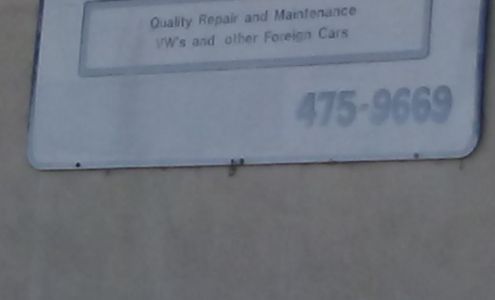 Quality Repair and Maintenance
VW's and other Foreign Cars
475-9669